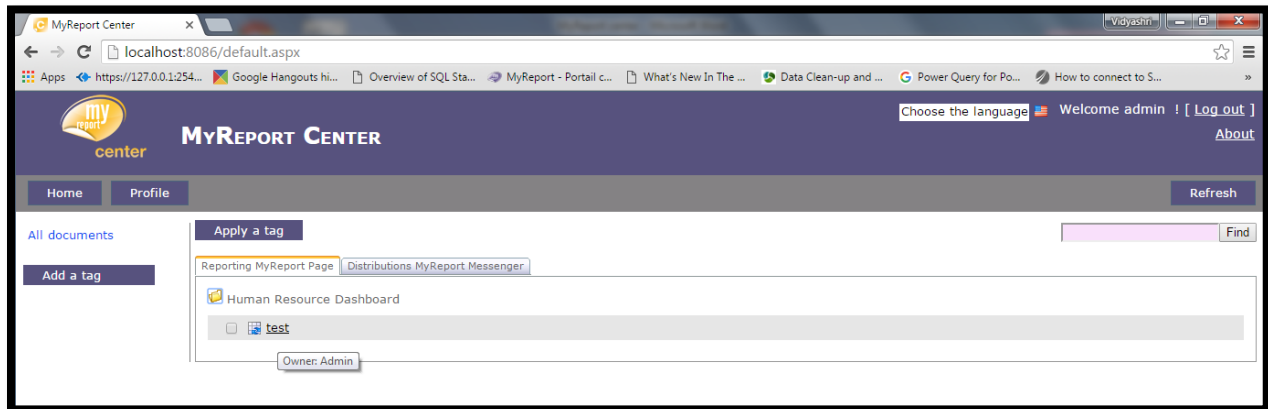 MyReport Center
Vidyashri
localhost:8086/default.aspx
Apps https://127.0.0.1:254... Google Hangouts hi... Overview of SQL Sta... MyReport - Portail c... What's New In The ... Data Clean-up and ... Power Query for Po... How to connect to S... »
my
report
center
MYREPORT CENTER
Choose the language Welcome admin ! [ Log out ]
About
Home Profile Refresh
All documents
Add a tag
Apply a tag
Find
Reporting MyReport Page Distributions MyReport Messenger
Human Resource Dashboard
test
Owner: Admin